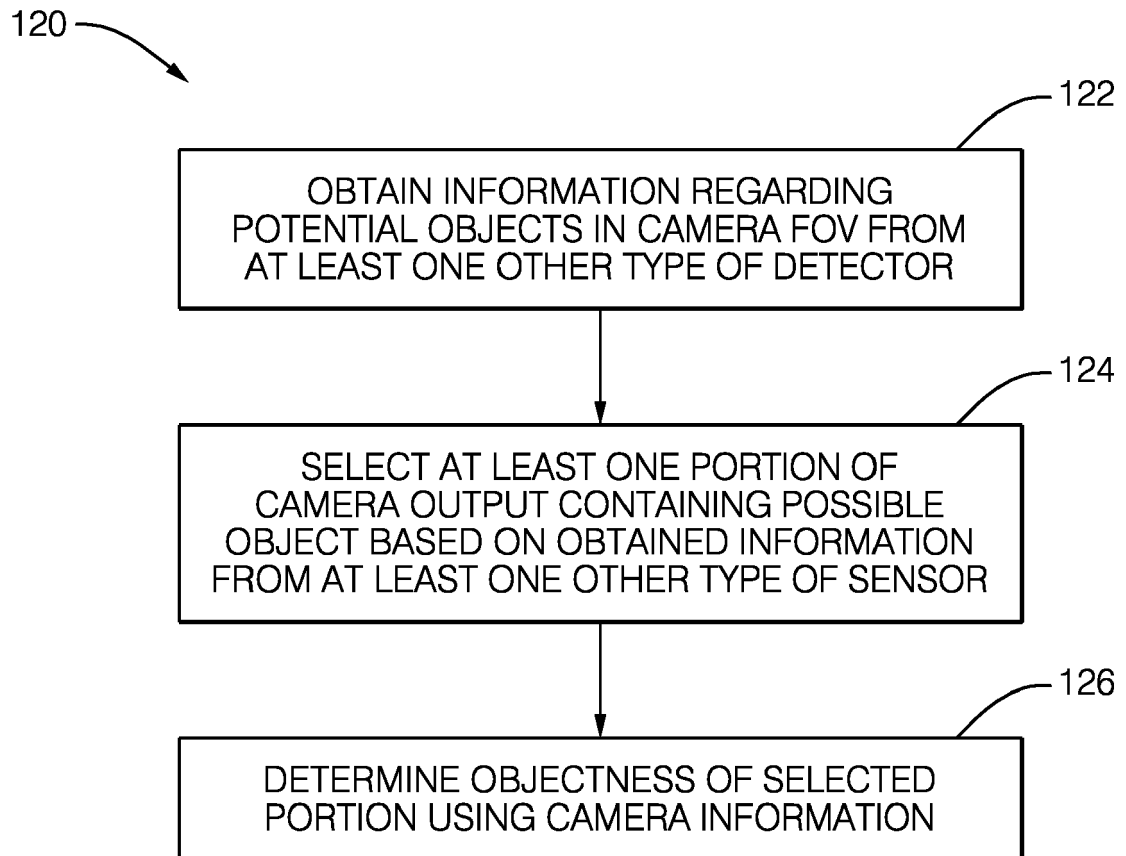 120
122
OBTAIN INFORMATION REGARDING
POTENTIAL OBJECTS IN CAMERA FOV FROM
AT LEAST ONE OTHER TYPE OF DETECTOR
124
SELECT AT LEAST ONE PORTION OF
CAMERA OUTPUT CONTAINING POSSIBLE
OBJECT BASED ON OBTAINED INFORMATION
FROM AT LEAST ONE OTHER TYPE OF SENSOR
126
DETERMINE OBJECTNESS OF SELECTED
PORTION USING CAMERA INFORMATION